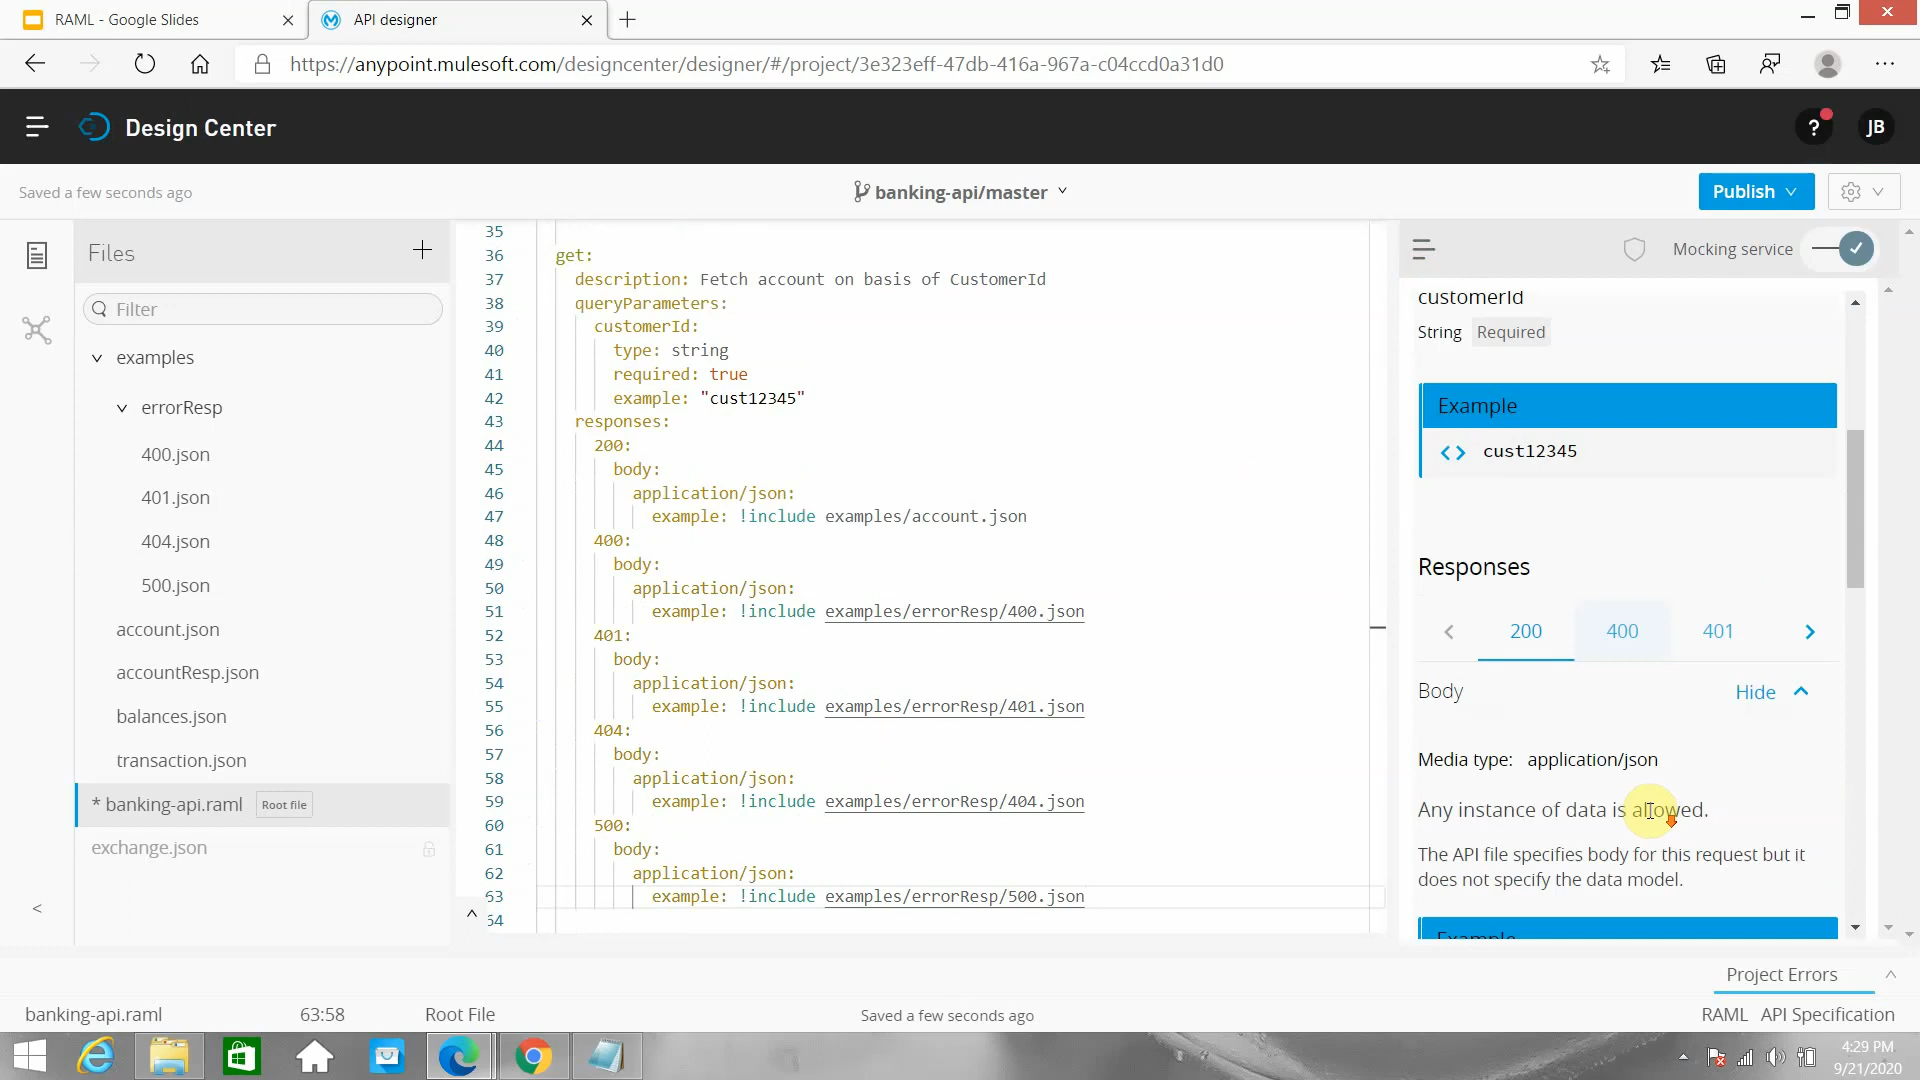 RAML - Google Slides
API designer
https://anypoint.mulesoft.com/designcenter/designer/#/project/3e323eff-47db-416a-967a-c04ccd0a31d0
Design Center
?
JB
Saved a few seconds ago
banking-api/master
Publish
Files
Filter
examples
errorResp
400.json
401.json
404.json
500.json
account.json
accountResp.json
balances.json
transaction.json
* banking-api.raml Root file
exchange.json
35
36 get:
37 description: Fetch account on basis of CustomerId
38 queryParameters:
39 customerId:
40 type: string
41 required: true
42 example: "cust12345"
43 responses:
44 200:
45 body:
46 application/json:
47 example: !include examples/account.json
48 400:
49 body:
50 application/json:
51 example: !include examples/errorResp/400.json
52 401:
53 body:
54 application/json:
55 example: !include examples/errorResp/401.json
56 404:
57 body:
58 application/json:
59 example: !include examples/errorResp/404.json
60 500:
61 body:
62 application/json:
63 example: !include examples/errorResp/500.json
64
Mocking service
customerId
String Required
Example
cust12345
Responses
200 400 401
Body Hide
Media type: application/json
Any instance of data is allowed.
The API file specifies body for this request but it
does not specify the data model.
Example
Project Errors
banking-api.raml 63:58 Root File Saved a few seconds ago RAML API Specification
4:29 PM
9/21/2020